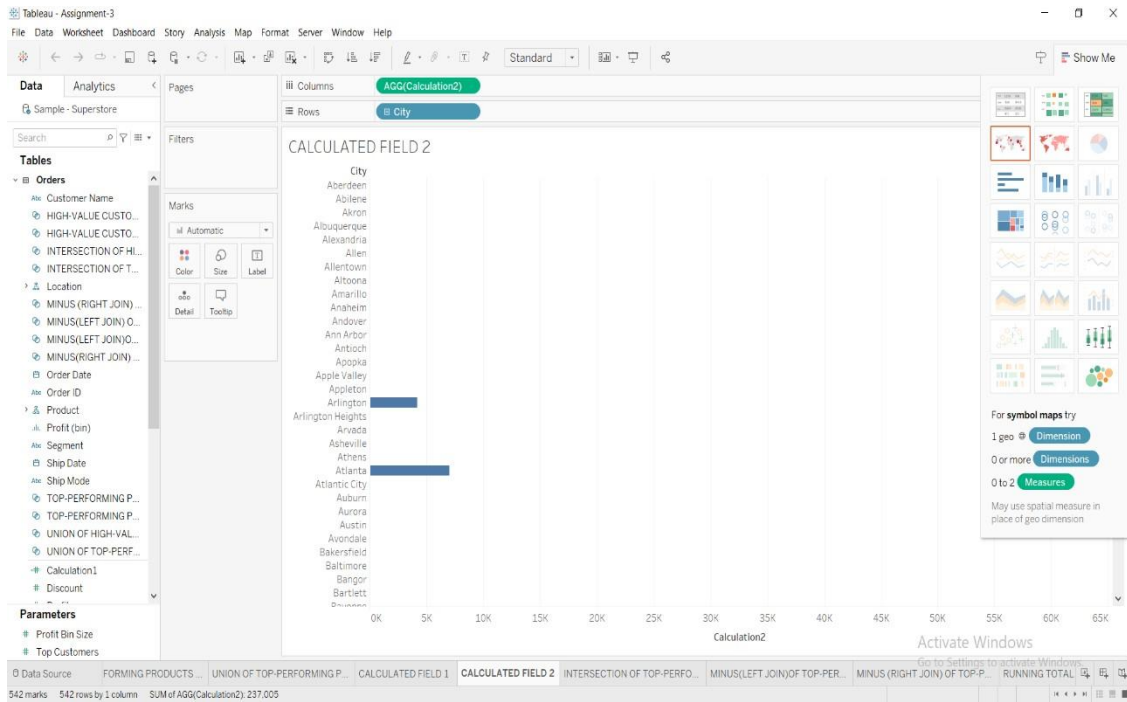 Tableau - Assignment-3
File Data Worksheet Dashboard Story Analysis Map Format Server Window Help
Standard
Show Me
Data Analytics
Sample - Superstore
Search
Tables
Orders
Abc Customer Name
HIGH-VALUE CUSTO...
HIGH-VALUE CUSTO...
INTERSECTION OF HI...
INTERSECTION OF T...
Location
MINUS (RIGHT JOIN) ...
MINUS(LEFT JOIN) O...
MINUS(LEFT JOIN)O...
MINUS(RIGHT JOIN) ...
Order Date
Abc Order ID
Product
Profit (bin)
Abc Segment
Ship Date
Abc Ship Mode
TOP-PERFORMING P...
TOP-PERFORMING P...
UNION OF HIGH-VAL...
UNION OF TOP-PERF...
Calculation1
# Discount
Parameters
# Profit Bin Size
# Top Customers
Pages
Filters
Marks
Automatic
Color Size Label
Detail Tooltip
Columns AGG(Calculation2)
Rows City
CALCULATED FIELD 2
City
Aberdeen
Abilene
Akron
Albuquerque
Alexandria
Allen
Allentown
Altoona
Amarillo
Anaheim
Andover
Ann Arbor
Antioch
Apopka
Apple Valley
Appleton
Arlington
Arlington Heights
Arvada
Asheville
Athens
Atlanta
Atlantic City
Auburn
Aurora
Austin
Avondale
Bakersfield
Baltimore
Bangor
Bartlett
0K 5K 10K 15K 20K 25K 30K 35K 40K 45K 50K 55K 60K 65K
Calculation2
For symbol maps try
1 geo Dimension
0 or more Dimensions
0 to 2 Measures
May use spatial measure in
place of geo dimension
Activate Windows
Go to Settings to activate Windows.
Data Source FORMING PRODUCTS ... UNION OF TOP-PERFORMING P... CALCULATED FIELD 1 CALCULATED FIELD 2 INTERSECTION OF TOP-PERFO... MINUS(LEFT JOIN)OF TOP-PER... MINUS (RIGHT JOIN) OF TOP-P... RUNNING TOTAL
542 marks 542 rows by 1 column SUM of AGG(Calculation2): 237,005